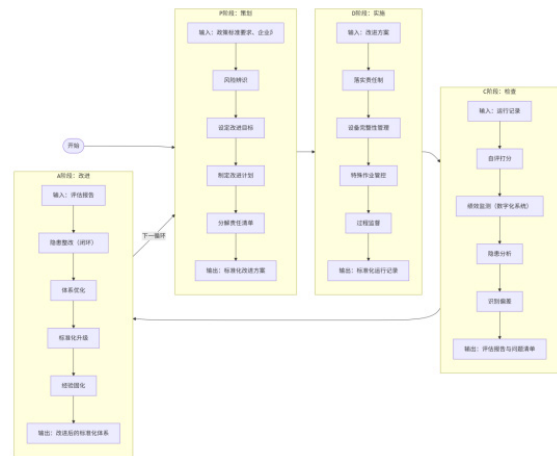 P阶段：策划
输入：政策标准要求、企业方
风险辨识
设定改进目标
制定改进计划
分解责任清单
输出：标准化改进方案
D阶段：实施
输入：改进方案
落实责任制
设备完整性管理
特殊作业管控
过程监督
输出：标准化运行记录
C阶段：检查
输入：运行记录
自评打分
绩效监测（数字化系统）
隐患分析
识别偏差
输出：评估报告与问题清单
开始
下一循环
A阶段：改进
输入：评估报告
隐患整改（闭环）
体系优化
标准化升级
经验固化
输出：改进后的标准化体系